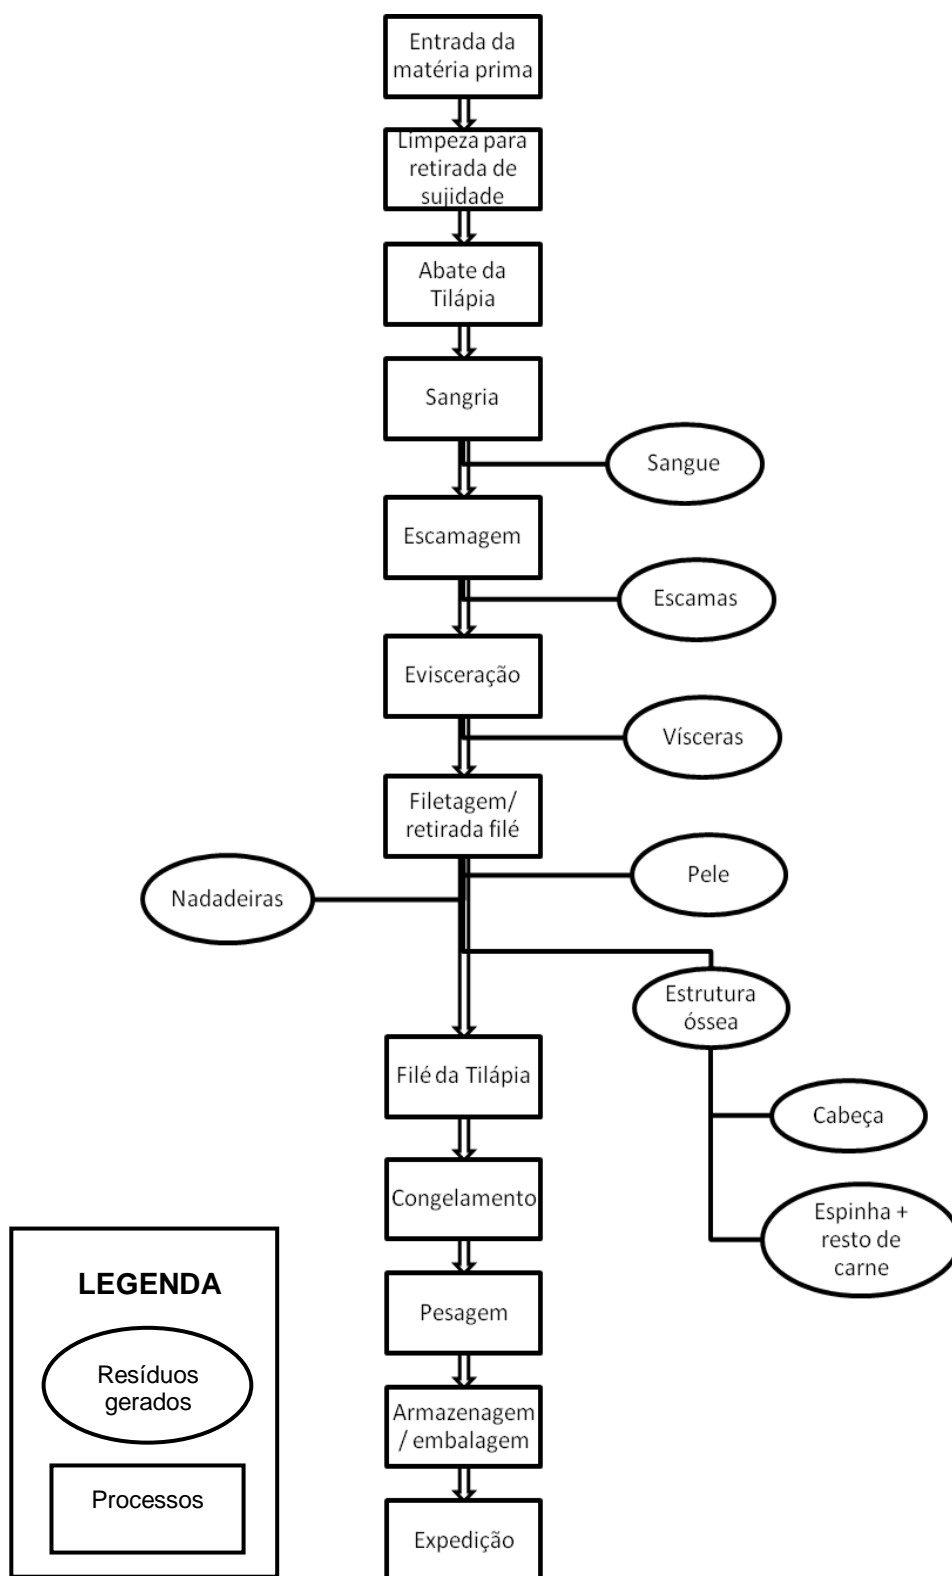 Entrada da
matéria prima
Limpeza para
retirada de
sujidade
Abate da
Tilápia
Sangria
Sangue
Escamagem
Escamas
Evisceração
Vísceras
Filetagem/
retirada filé
Pele
Nadadeiras
Estrutura
óssea
Filé da Tilápia
Cabeça
Congelamento
Espinha +
resto de
carne
Pesagem
Armazenagem
/ embalagem
Expedição
LEGENDA
Resíduos
gerados
Processos